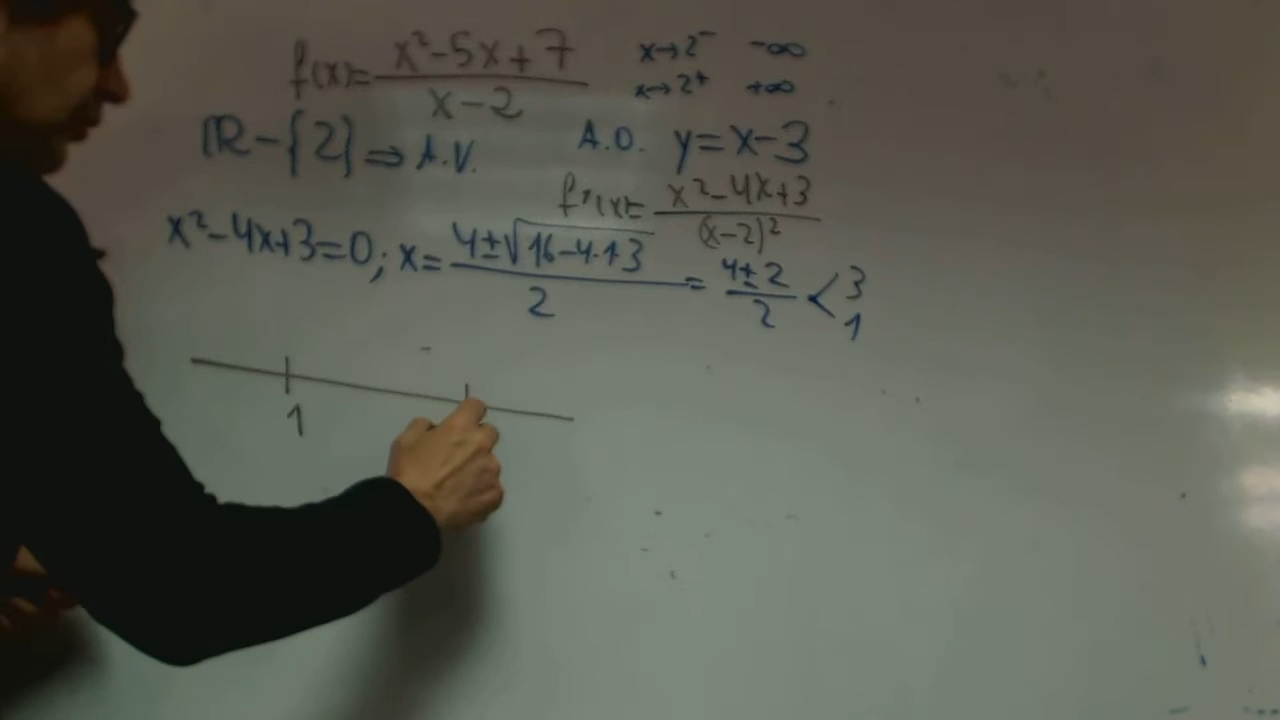 f(x)= x²-5x+7 / x-2   x→2⁻ -∞
x→2⁺ +∞
IR-{2}⇒A.V.   A.O. y=x-3
f'(x)= x²-4x+3 / (x-2)²
x²-4x+3=0; x= 4±√16-4·1·3 / 2 = 4±2 / 2 < 3
1
1